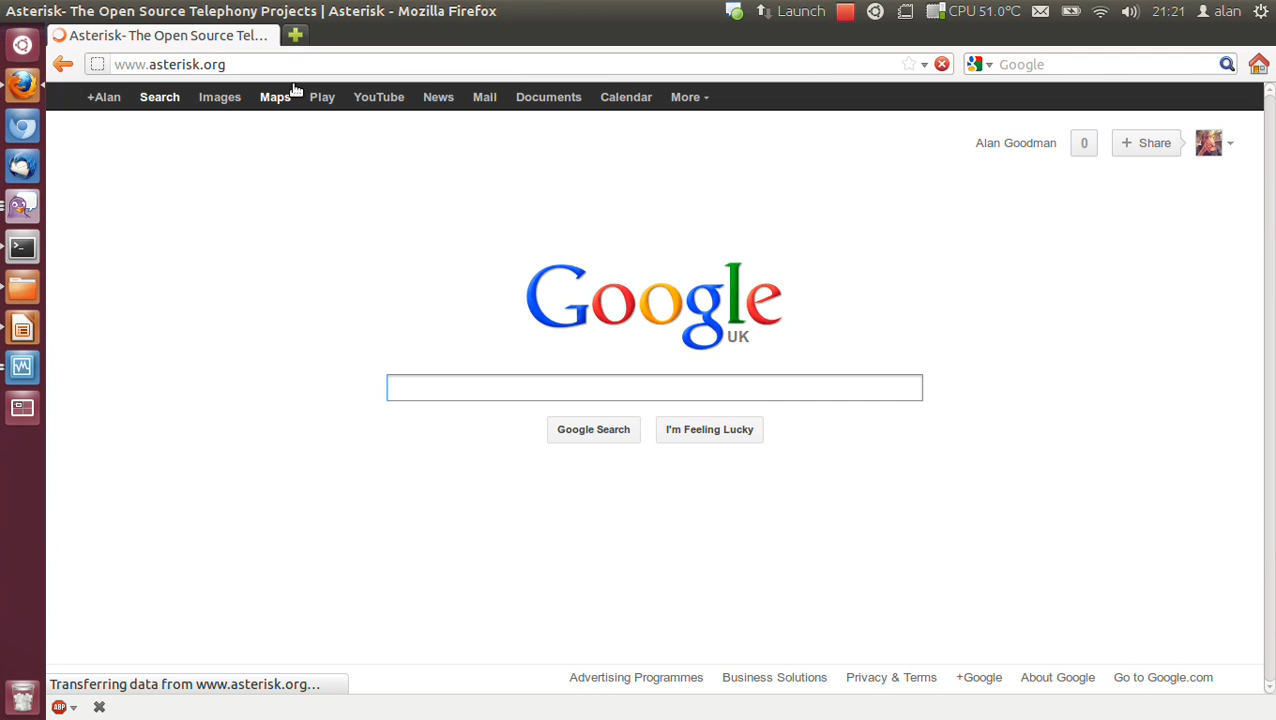 Asterisk- The Open Source Telephony Projects | Asterisk - Mozilla Firefox
Launch CPU 51.0°C 21:21 alan
Asterisk- The Open Source Tel...
www.asterisk.org Google
+Alan Search Images Maps Play YouTube News Mail Documents Calendar More
Alan Goodman 0 + Share
Google
UK
Google Search I'm Feeling Lucky
Advertising Programmes Business Solutions Privacy & Terms +Google About Google Go to Google.com
Transferring data from www.asterisk.org...
ABP